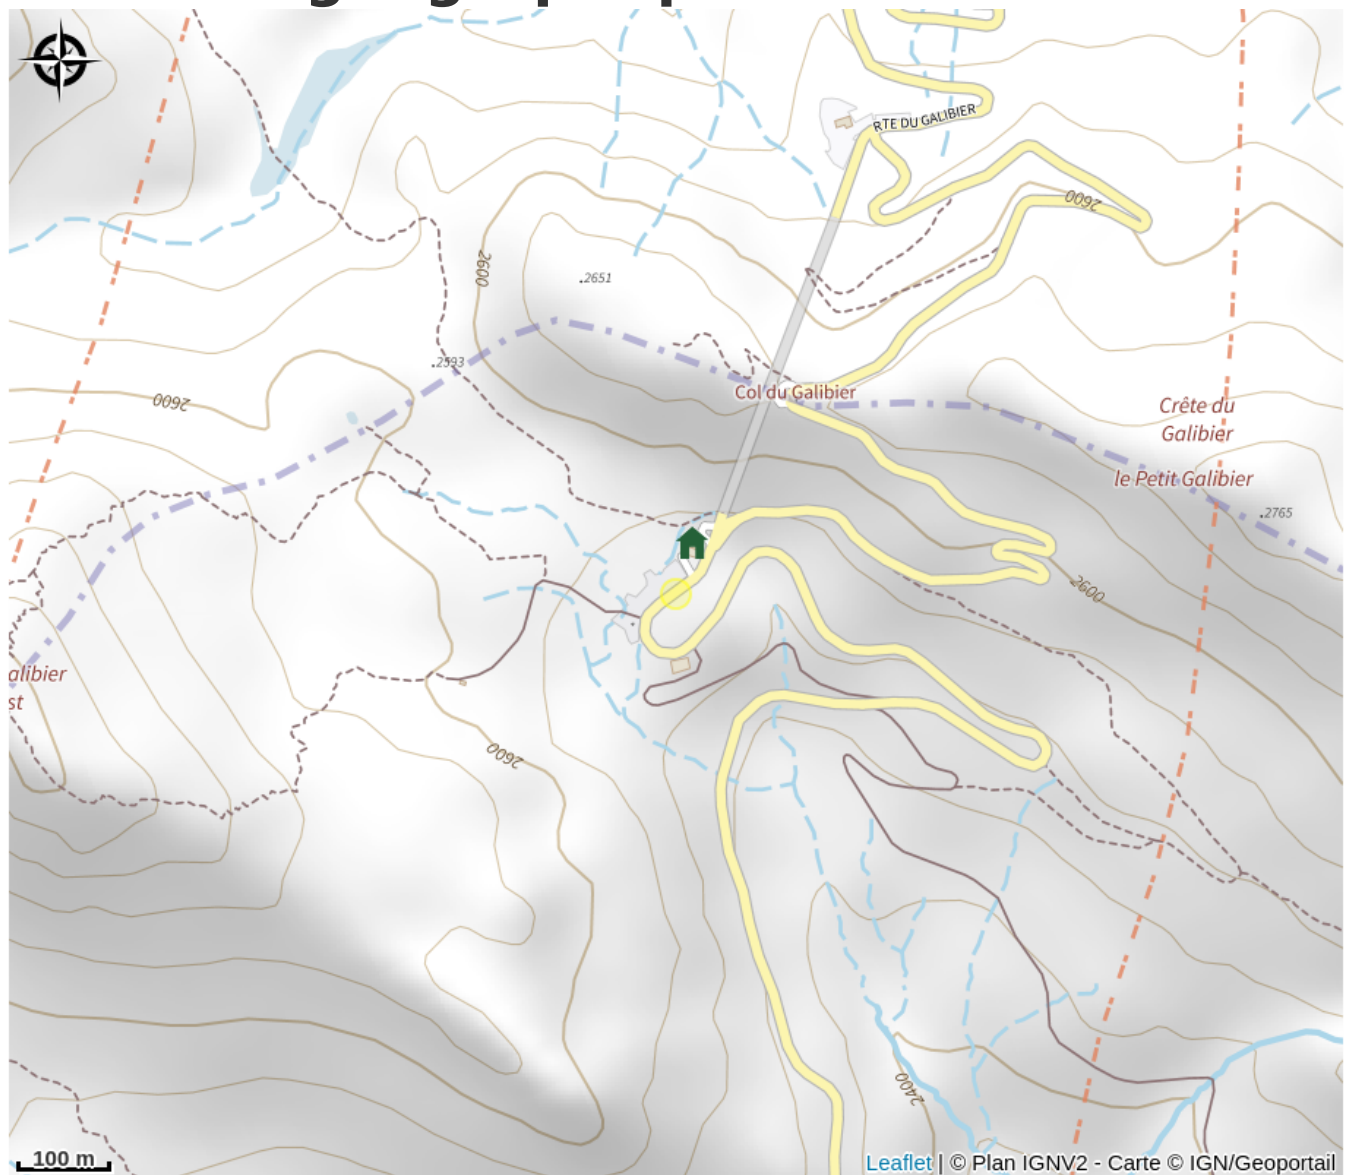 RTE DU GALIBIER
2600
2651
2600
2593
2600
Col du Galibier
Crête du
Galibier
le Petit Galibier
2765
2600
alibier
st
2600
2400
100 m
Leaflet | © Plan IGNV2 - Carte © IGN/Geoportail